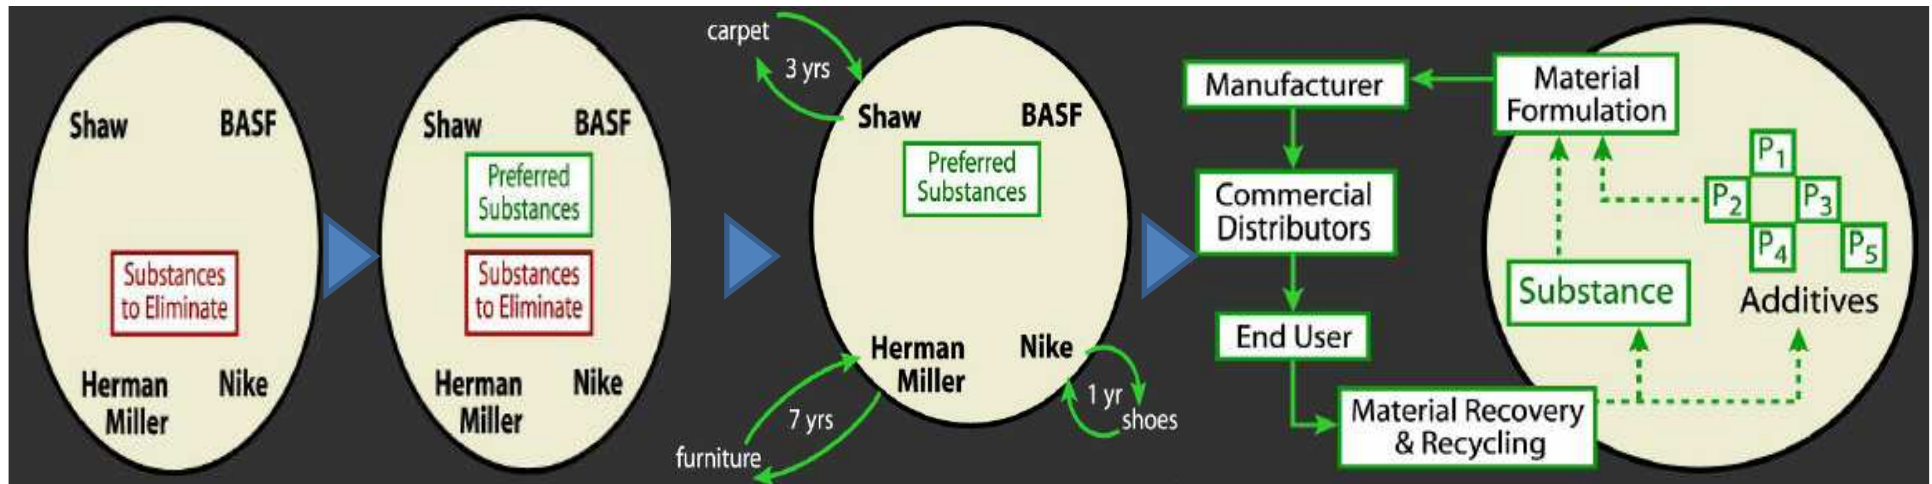 Shaw
BASF
Substances
to Eliminate
Herman
Miller
Nike
Shaw
BASF
Preferred
Substances
Substances
to Eliminate
Herman
Miller
Nike
carpet
3 yrs
Shaw
BASF
Preferred
Substances
Herman
Miller
Nike
7 yrs
furniture
1 yr
shoes
Manufacturer
Commercial
Distributors
End User
Material Recovery
& Recycling
Material
Formulation
P1
P2
P3
P4
P5
Substance
Additives